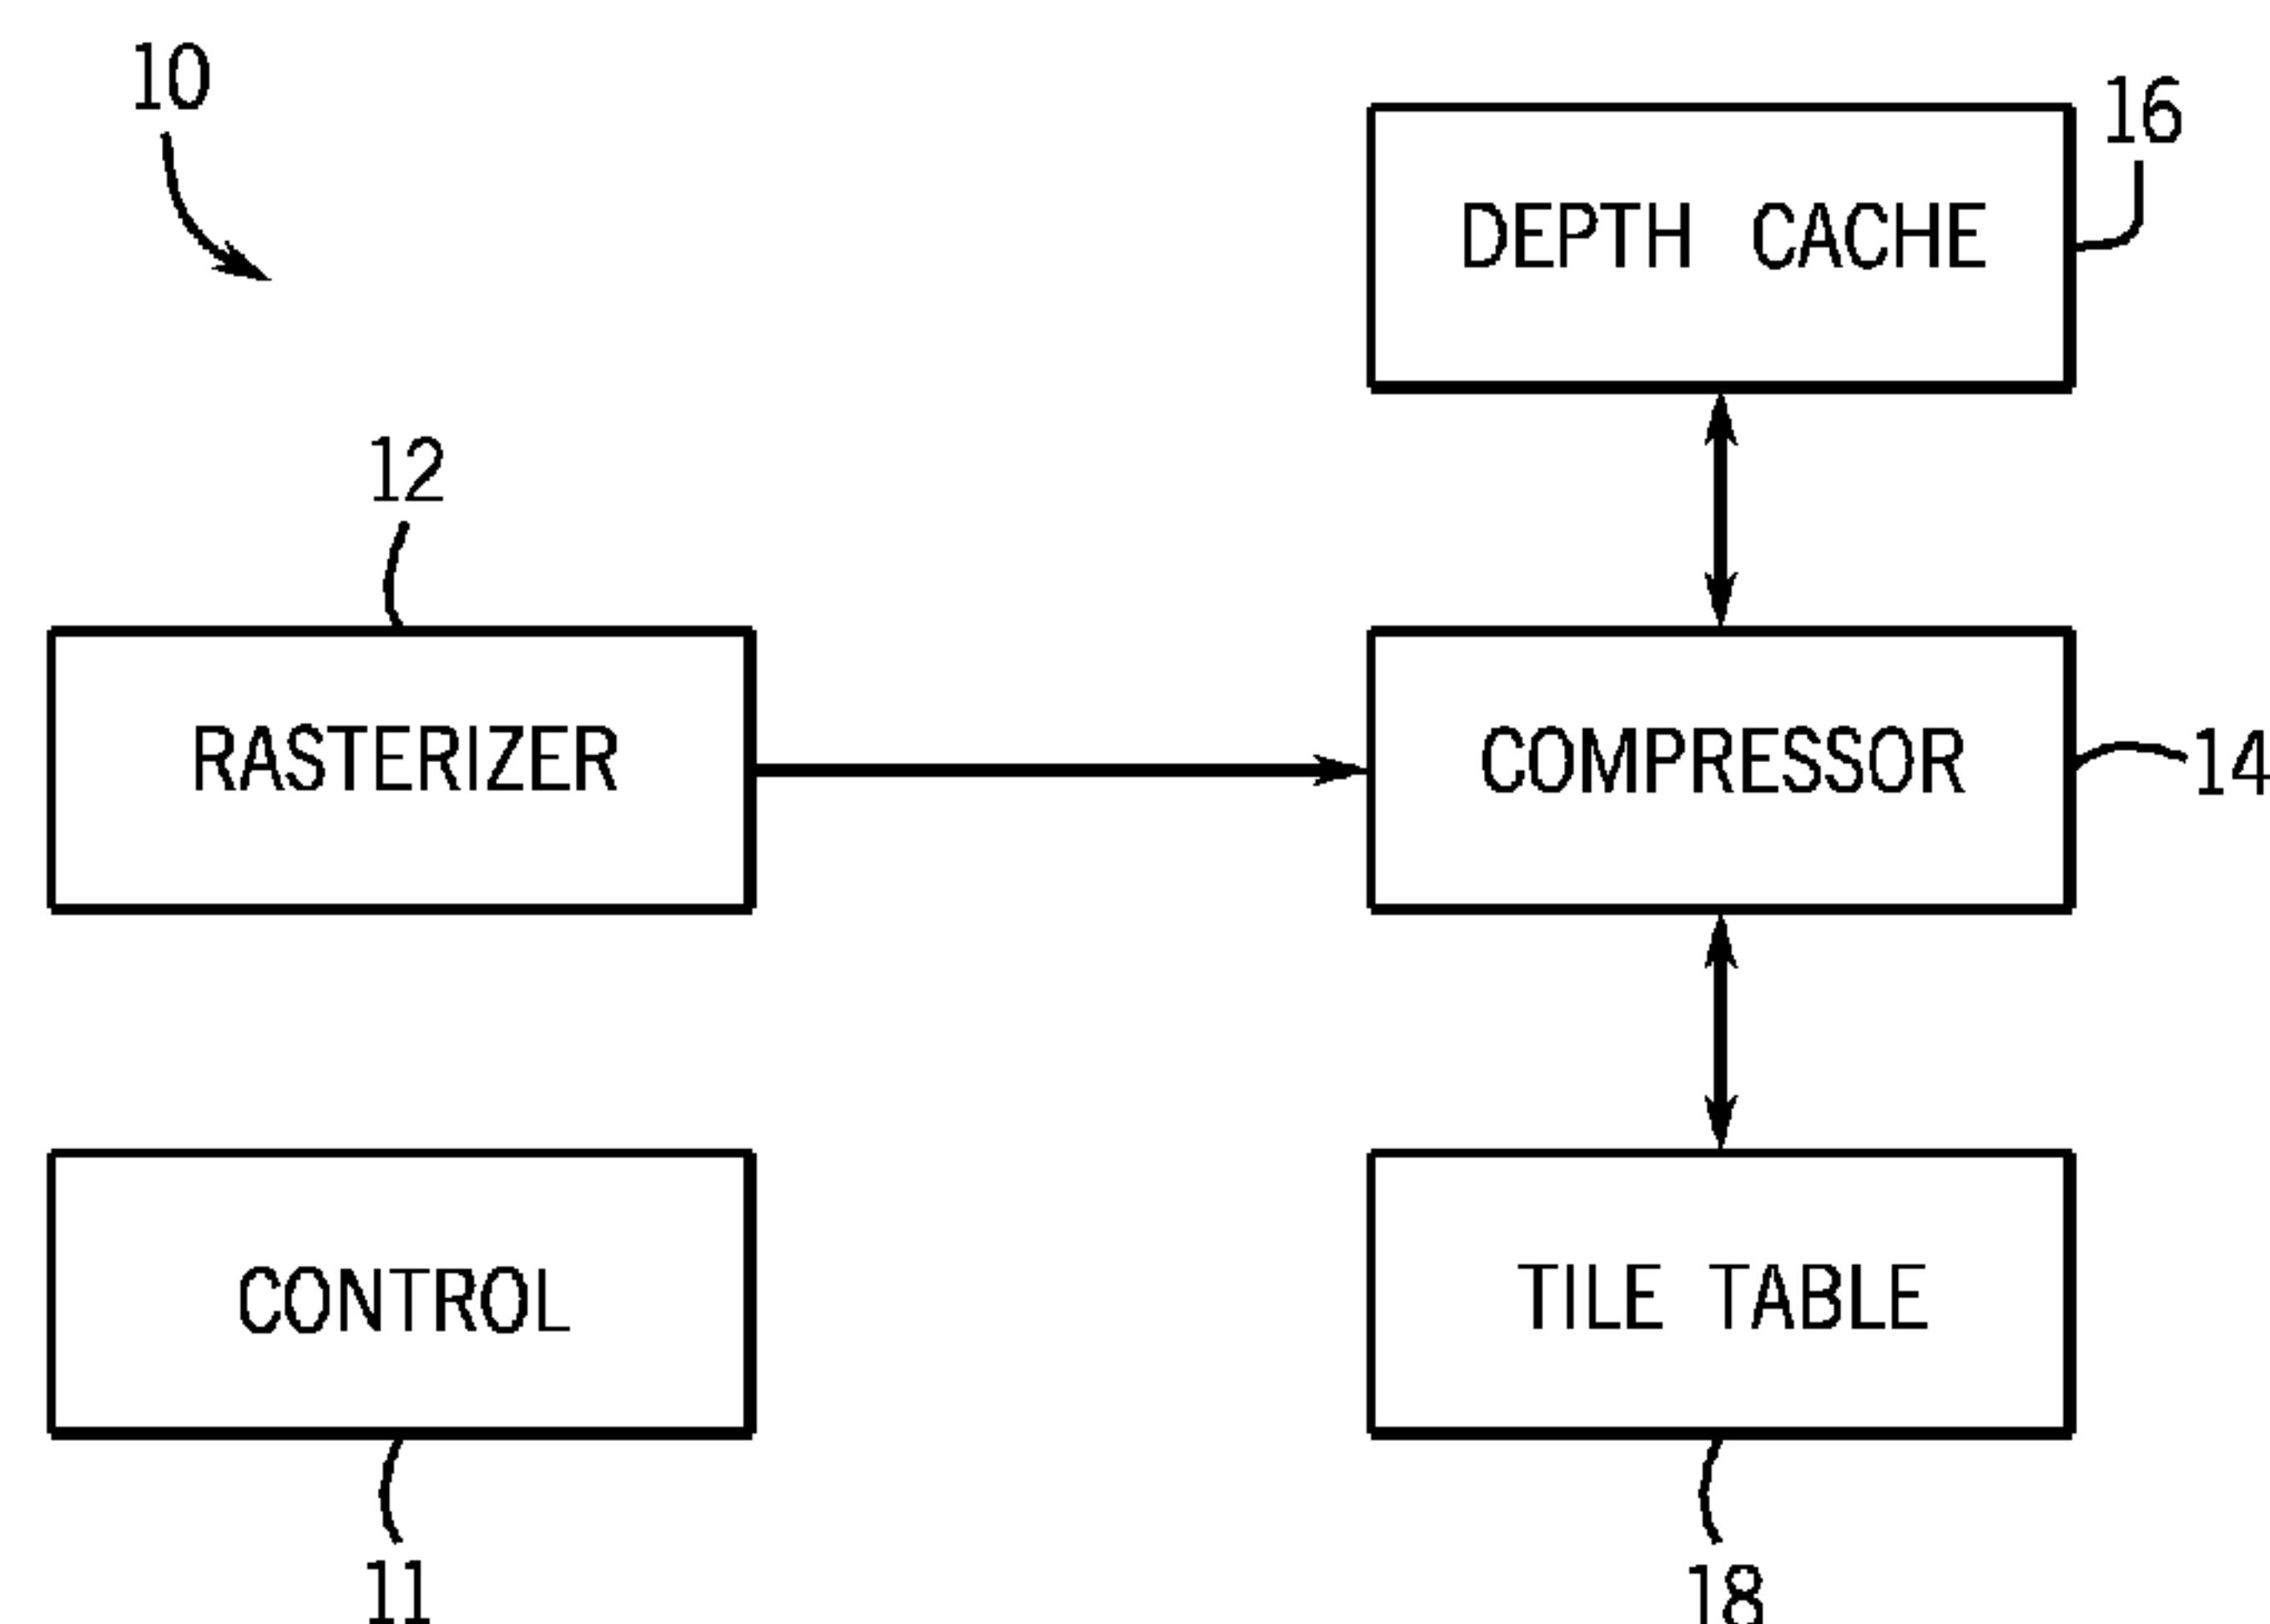 10
16
DEPTH CACHE
12
RASTERIZER
COMPRESSOR
14
CONTROL
TILE TABLE
11
18